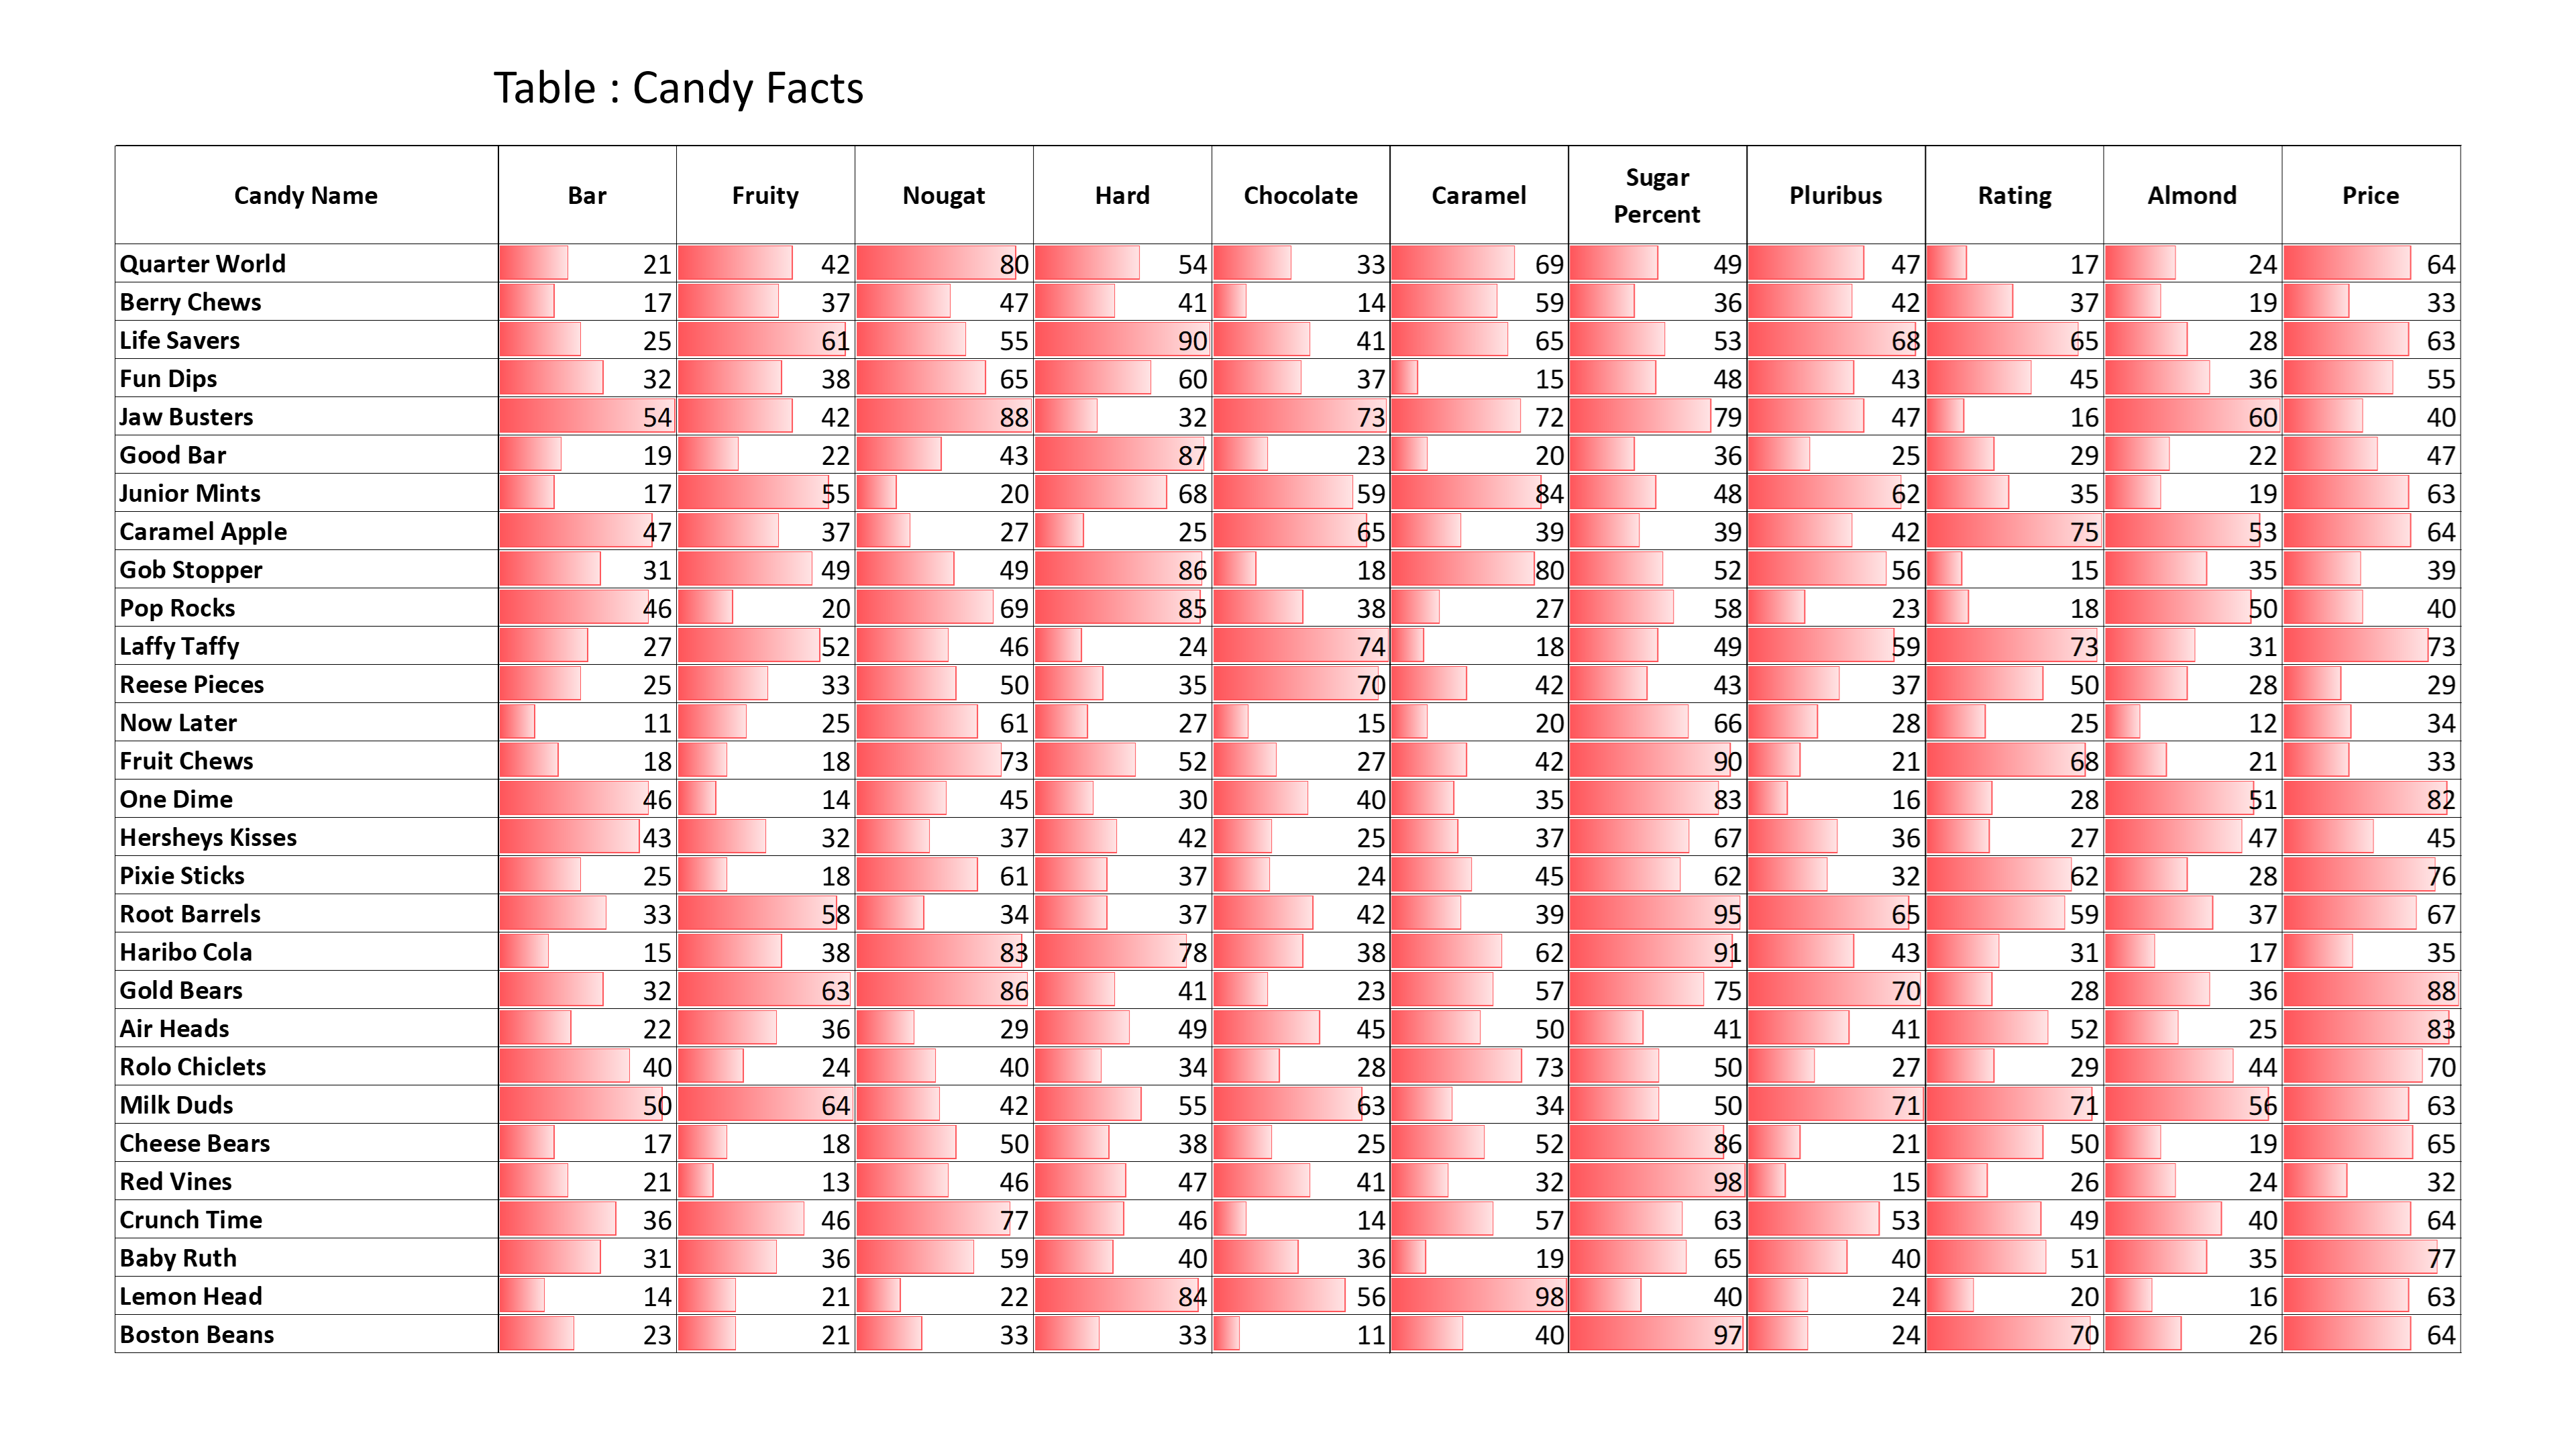 Table : Candy Facts
Candy Name Bar Fruity Nougat Hard Chocolate Caramel Sugar Percent Pluribus Rating Almond Price
Quarter World 21 42 80 54 33 69 49 47 17 24 64
Berry Chews 17 37 47 41 14 59 36 42 37 19 33
Life Savers 25 61 55 90 41 65 53 68 65 28 63
Fun Dips 32 38 65 60 37 15 48 43 45 36 55
Jaw Busters 54 42 88 32 73 72 79 47 16 60 40
Good Bar 19 22 43 87 23 20 36 25 29 22 47
Junior Mints 17 55 20 68 59 84 48 62 35 19 63
Caramel Apple 47 37 27 25 65 39 39 42 75 53 64
Gob Stopper 31 49 49 86 18 80 52 56 15 35 39
Pop Rocks 46 20 69 85 38 27 58 23 18 50 40
Laffy Taffy 27 52 46 24 74 18 49 59 73 31 73
Reese Pieces 25 33 50 35 70 42 43 37 50 28 29
Now Later 11 25 61 27 15 20 66 28 25 12 34
Fruit Chews 18 18 73 52 27 42 90 21 68 21 33
One Dime 46 14 45 30 40 35 83 16 28 51 82
Hersheys Kisses 43 32 37 42 25 37 67 36 27 47 45
Pixie Sticks 25 18 61 37 24 45 62 32 62 28 76
Root Barrels 33 58 34 37 42 39 95 65 59 37 67
Haribo Cola 15 38 83 78 38 62 91 43 31 17 35
Gold Bears 32 63 86 41 23 57 75 70 28 36 88
Air Heads 22 36 29 49 45 50 41 41 52 25 83
Rolo Chiclets 40 24 40 34 28 73 50 27 29 44 70
Milk Duds 50 64 42 55 63 34 50 71 71 56 63
Cheese Bears 17 18 50 38 25 52 86 21 50 19 65
Red Vines 21 13 46 47 41 32 98 15 26 24 32
Crunch Time 36 46 77 46 14 57 63 53 49 40 64
Baby Ruth 31 36 59 40 36 19 65 40 51 35 77
Lemon Head 14 21 22 84 56 98 40 24 20 16 63
Boston Beans 23 21 33 33 11 40 97 24 70 26 64